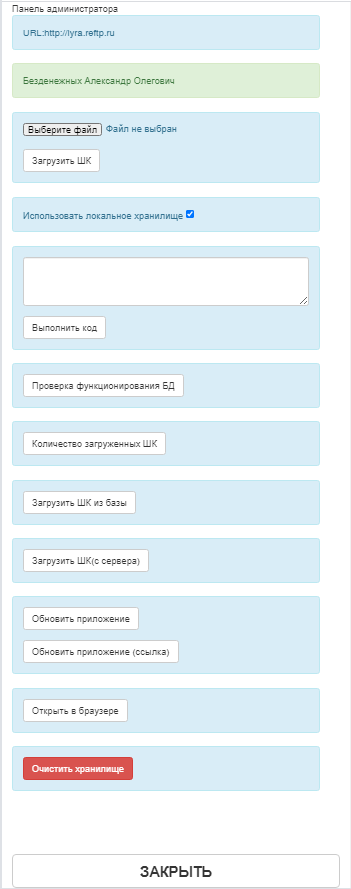 Панель администратора
URL:http://lyra.reftp.ru
Безденежных Александр Олегович
Выберите файл Файл не выбран
Загрузить ШК
Использовать локальное хранилище
Выполнить код
Проверка функционирования БД
Количество загруженных ШК
Загрузить ШК из базы
Загрузить ШК(с сервера)
Обновить приложение
Обновить приложение (ссылка)
Открыть в браузере
Очистить хранилище
ЗАКРЫТЬ